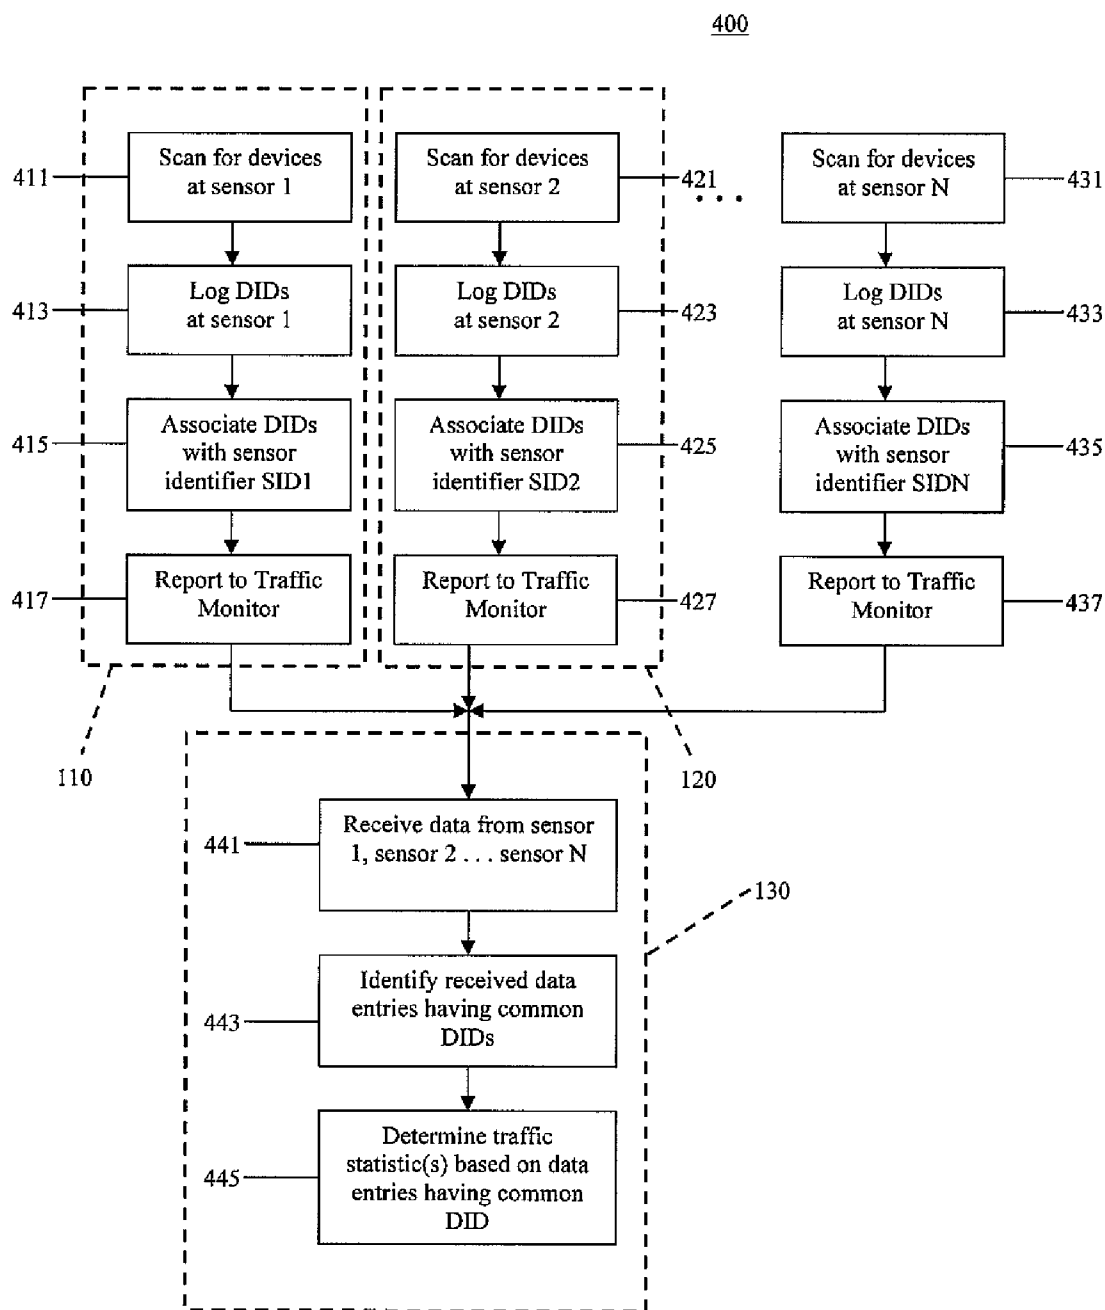 400
Scan for devices
at sensor 1
Scan for devices
at sensor 2
Scan for devices
at sensor N
411
421
. . .
431
Log DIDs
at sensor 1
Log DIDs
at sensor 2
Log DIDs
at sensor N
413
423
433
Associate DIDs
with sensor
identifier SID1
Associate DIDs
with sensor
identifier SID2
Associate DIDs
with sensor
identifier SIDN
415
425
435
Report to Traffic
Monitor
Report to Traffic
Monitor
Report to Traffic
Monitor
417
427
437
110
120
Receive data from sensor
1, sensor 2 . . . sensor N
441
130
Identify received data
entries having common
DIDs
443
Determine traffic
statistic(s) based on data
entries having common
DID
445